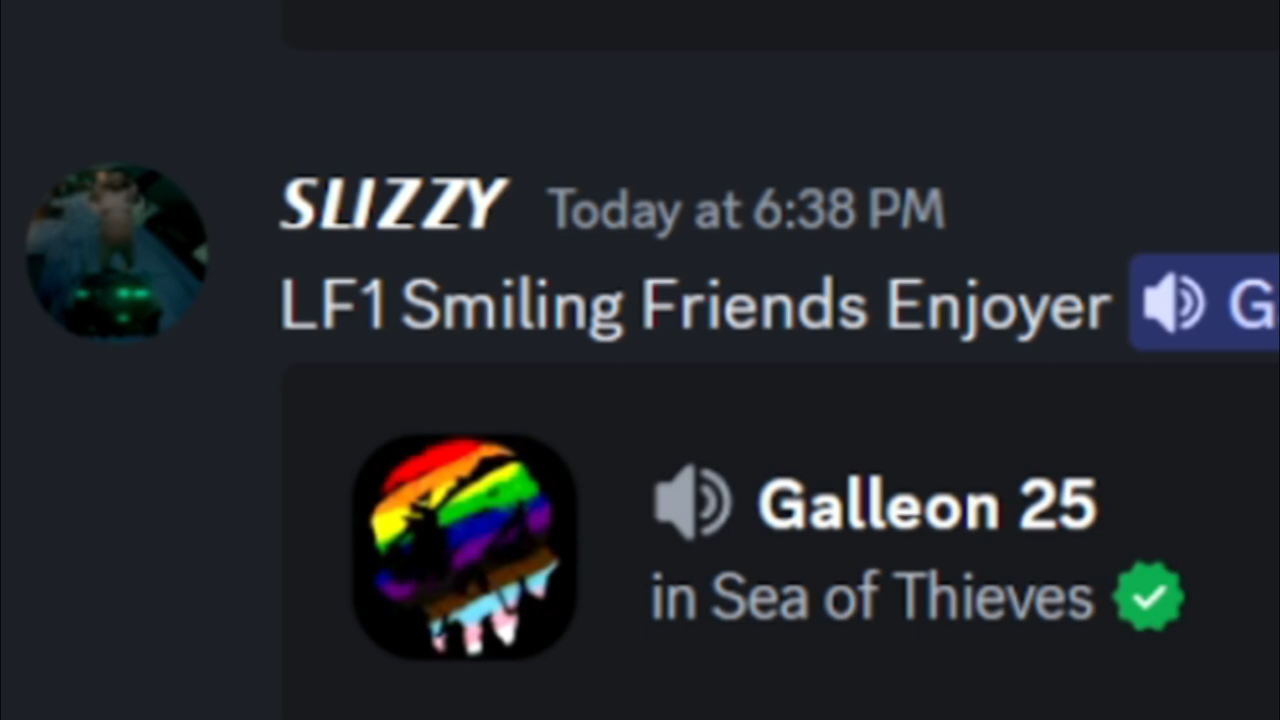 SLIZZY Today at 6:38 PM
LF1 Smiling Friends Enjoyer G
Galleon 25
in Sea of Thieves